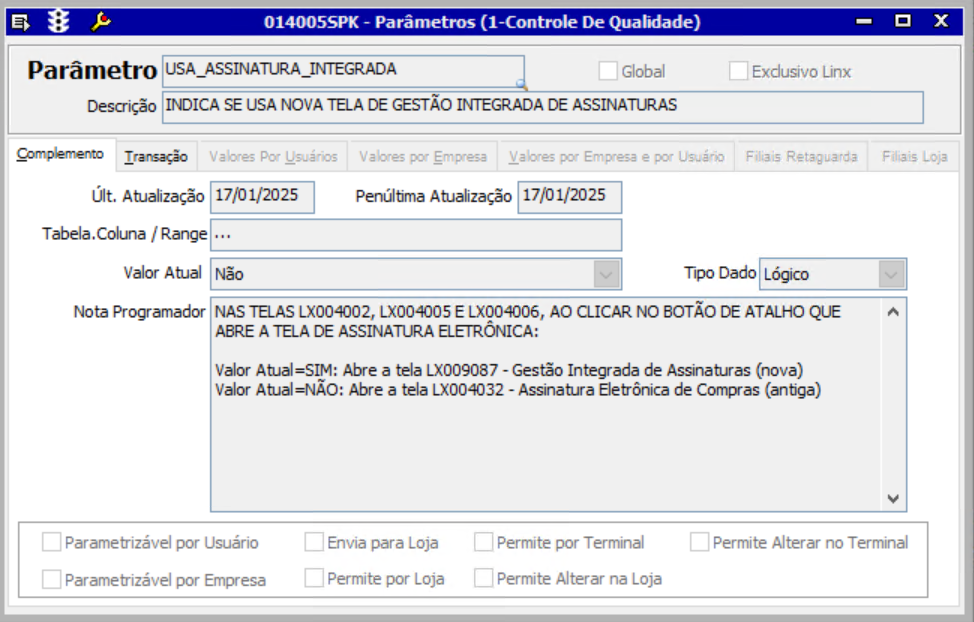 014005SPK - Parâmetros (1-Controle De Qualidade)
Parâmetro USA_ASSINATURA_INTEGRADA Global Exclusivo Linx
Descrição INDICA SE USA NOVA TELA DE GESTÃO INTEGRADA DE ASSINATURAS
Complemento Transação Valores Por Usuários Valores por Empresa Valores por Empresa e por Usuário Filiais Retaguarda Filiais Loja
Últ. Atualização 17/01/2025 Penúltima Atualização 17/01/2025
Tabela.Coluna / Range ...
Valor Atual Não Tipo Dado Lógico
Nota Programador NAS TELAS LX004002, LX004005 E LX004006, AO CLICAR NO BOTÃO DE ATALHO QUE
ABRE A TELA DE ASSINATURA ELETRÔNICA:
Valor Atual=SIM: Abre a tela LX009087 - Gestão Integrada de Assinaturas (nova)
Valor Atual=NÃO: Abre a tela LX004032 - Assinatura Eletrônica de Compras (antiga)
Parametrizável por Usuário Envia para Loja Permite por Terminal Permite Alterar no Terminal
Parametrizável por Empresa Permite por Loja Permite Alterar na Loja